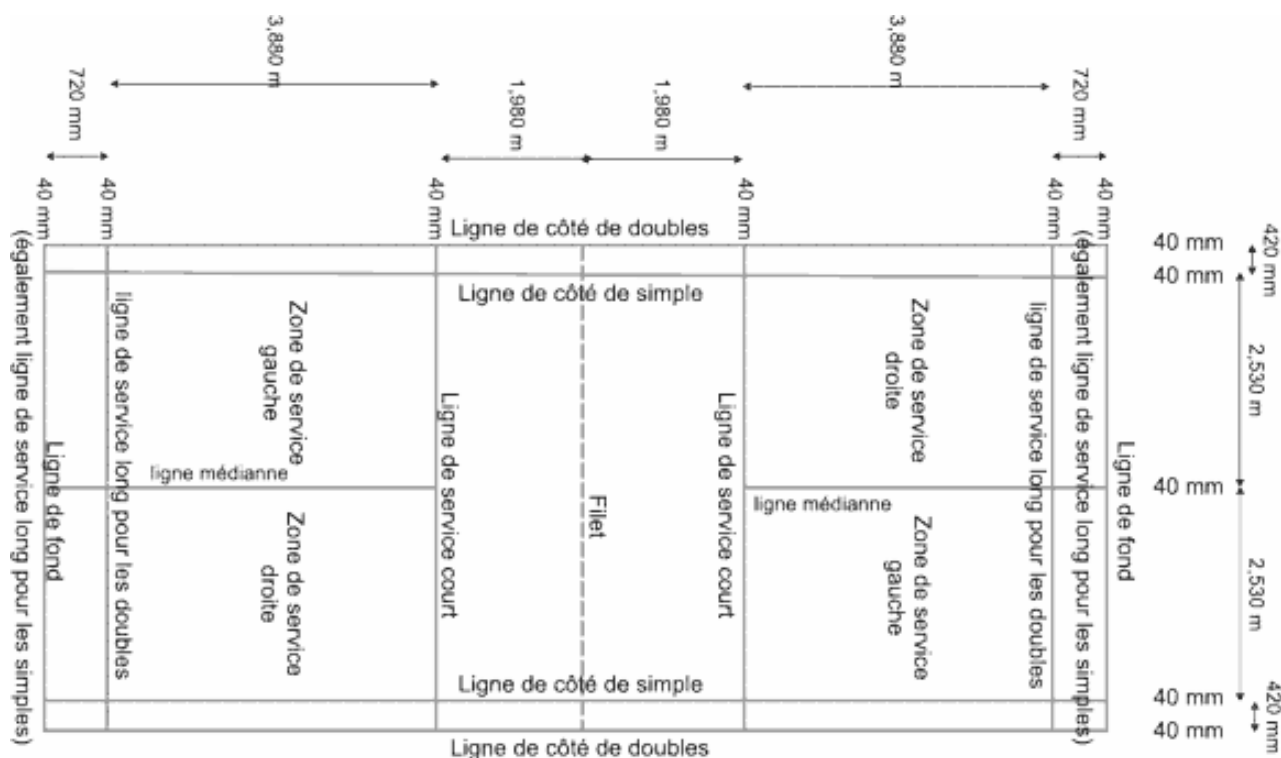 3,880 m
3,880 m
720 mm
1,980 m
1,980 m
720 mm
40 mm
40 mm
40 mm
40 mm
40 mm
40 mm
Ligne de côté de doubles
40 mm
420 mm
40 mm
Ligne de côté de simple
(également ligne de service long pour les simples)
Ligne de fond
ligne de service long pour les doubles
Zone de service
gauche
Ligne de service court
Filet
Ligne de service court
Zone de service
droite
ligne de service long pour les doubles
(également ligne de service long pour les simples)
Ligne de fond
2,530 m
ligne médianne
40 mm
ligne médianne
Zone de service
droite
Zone de service
gauche
2,530 m
Ligne de côté de simple
40 mm
420 mm
40 mm
Ligne de côté de doubles